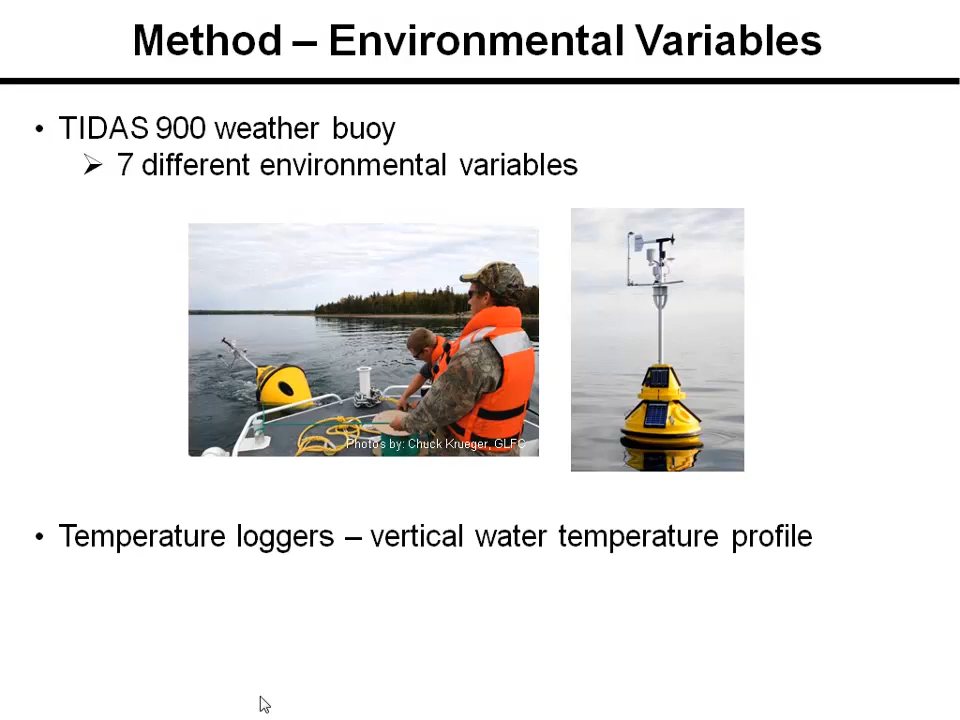 Method – Environmental Variables
• TIDAS 900 weather buoy
➢ 7 different environmental variables
Photos by: Chuck Krueger, GLFC
• Temperature loggers – vertical water temperature profile